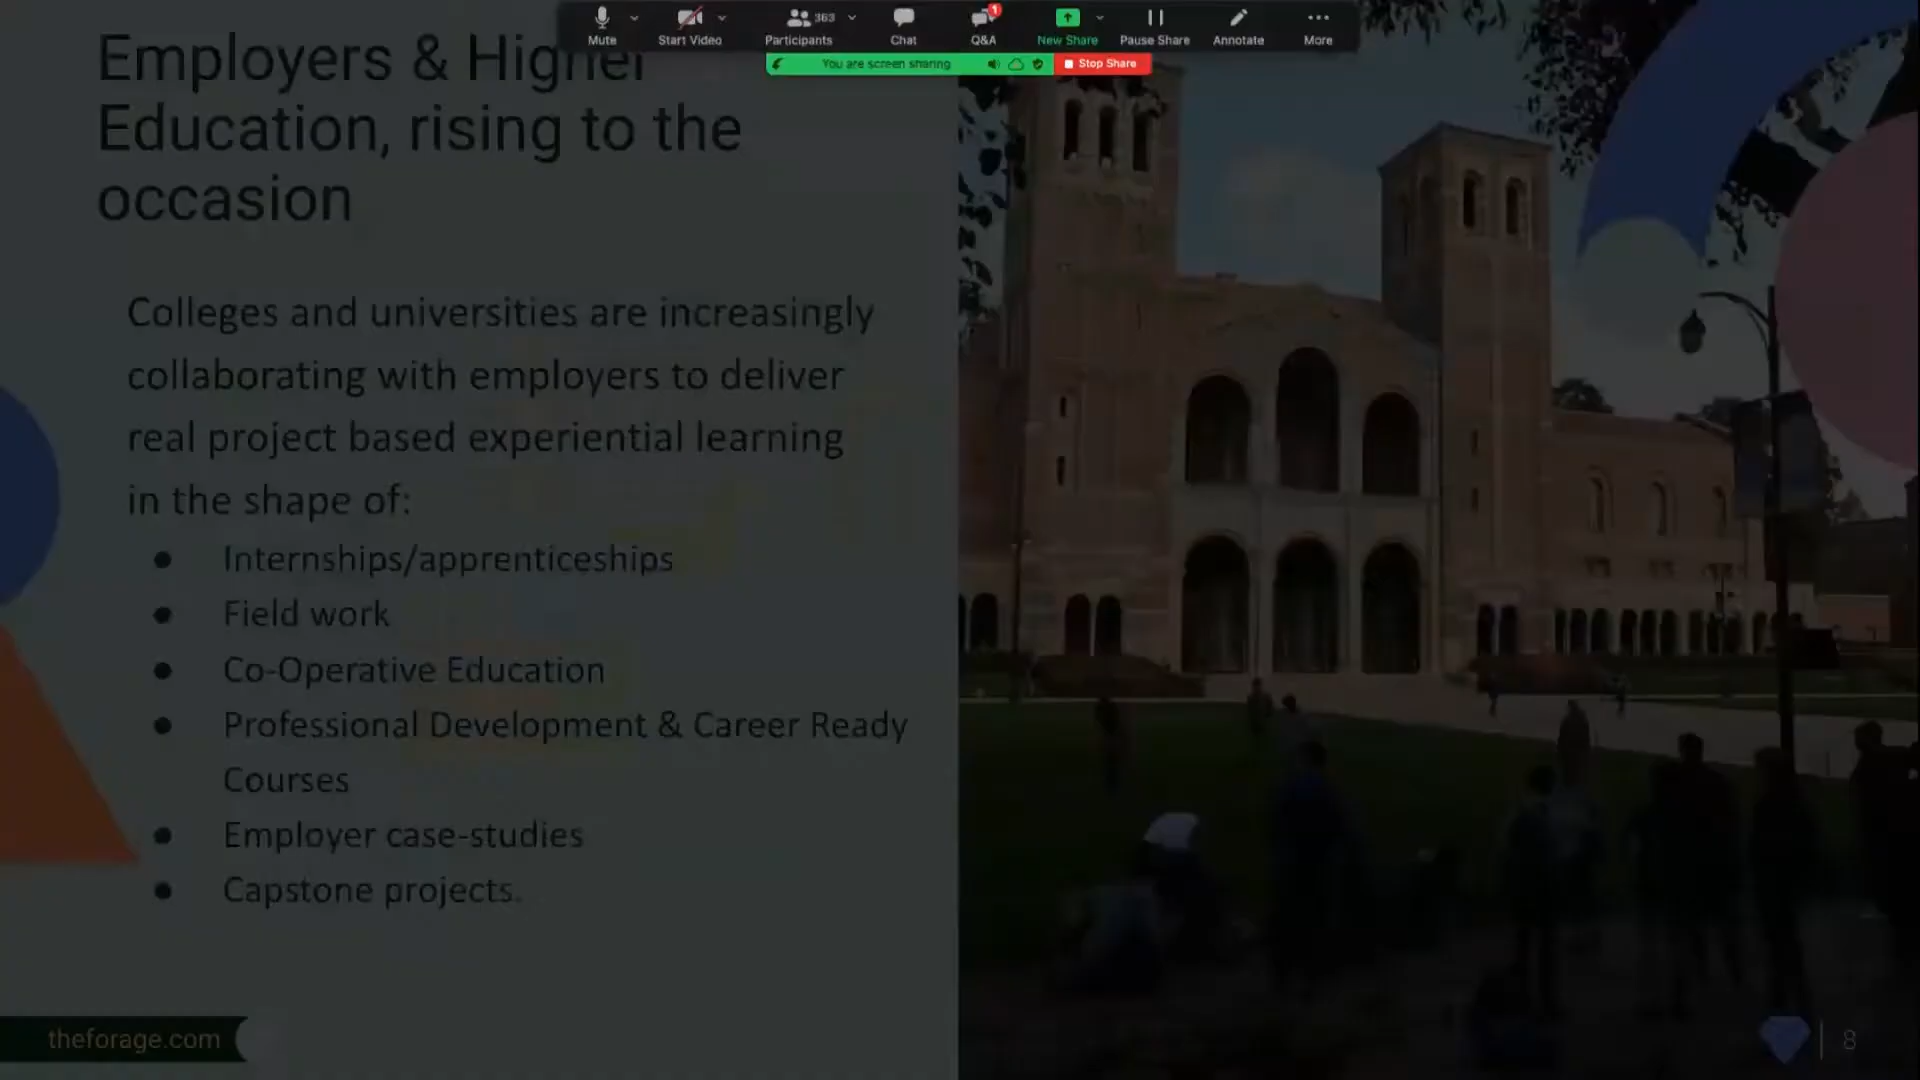 Mute
Start Video
Participants
363
Chat
Q&A
1
New Share
Pause Share
Annotate
More
You are screen sharing
Stop Share
Employers & Higher
Education, rising to the
occasion
Colleges and universities are increasingly
collaborating with employers to deliver
real project based experiential learning
in the shape of:
● Internships/apprenticeships
● Field work
● Co-Operative Education
● Professional Development & Career Ready
Courses
● Employer case-studies
● Capstone projects.
theforage.com
8